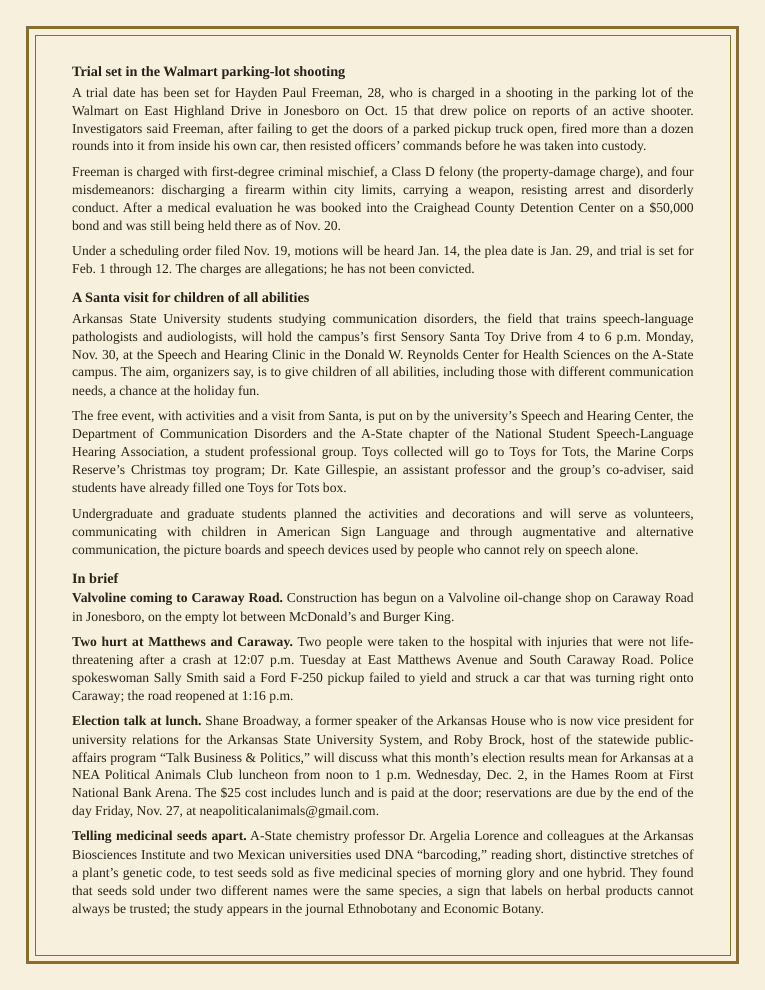 Trial set in the Walmart parking-lot shooting
A trial date has been set for Hayden Paul Freeman, 28, who is charged in a shooting in the parking lot of the
Walmart on East Highland Drive in Jonesboro on Oct. 15 that drew police on reports of an active shooter.
Investigators said Freeman, after failing to get the doors of a parked pickup truck open, fired more than a dozen
rounds into it from inside his own car, then resisted officers’ commands before he was taken into custody.
Freeman is charged with first-degree criminal mischief, a Class D felony (the property-damage charge), and four
misdemeanors: discharging a firearm within city limits, carrying a weapon, resisting arrest and disorderly
conduct. After a medical evaluation he was booked into the Craighead County Detention Center on a $50,000
bond and was still being held there as of Nov. 20.
Under a scheduling order filed Nov. 19, motions will be heard Jan. 14, the plea date is Jan. 29, and trial is set for
Feb. 1 through 12. The charges are allegations; he has not been convicted.
A Santa visit for children of all abilities
Arkansas State University students studying communication disorders, the field that trains speech-language
pathologists and audiologists, will hold the campus’s first Sensory Santa Toy Drive from 4 to 6 p.m. Monday,
Nov. 30, at the Speech and Hearing Clinic in the Donald W. Reynolds Center for Health Sciences on the A-State
campus. The aim, organizers say, is to give children of all abilities, including those with different communication
needs, a chance at the holiday fun.
The free event, with activities and a visit from Santa, is put on by the university’s Speech and Hearing Center, the
Department of Communication Disorders and the A-State chapter of the National Student Speech-Language
Hearing Association, a student professional group. Toys collected will go to Toys for Tots, the Marine Corps
Reserve’s Christmas toy program; Dr. Kate Gillespie, an assistant professor and the group’s co-adviser, said
students have already filled one Toys for Tots box.
Undergraduate and graduate students planned the activities and decorations and will serve as volunteers,
communicating with children in American Sign Language and through augmentative and alternative
communication, the picture boards and speech devices used by people who cannot rely on speech alone.
In brief
Valvoline coming to Caraway Road. Construction has begun on a Valvoline oil-change shop on Caraway Road
in Jonesboro, on the empty lot between McDonald’s and Burger King.
Two hurt at Matthews and Caraway. Two people were taken to the hospital with injuries that were not life-
threatening after a crash at 12:07 p.m. Tuesday at East Matthews Avenue and South Caraway Road. Police
spokeswoman Sally Smith said a Ford F-250 pickup failed to yield and struck a car that was turning right onto
Caraway; the road reopened at 1:16 p.m.
Election talk at lunch. Shane Broadway, a former speaker of the Arkansas House who is now vice president for
university relations for the Arkansas State University System, and Roby Brock, host of the statewide public-
affairs program “Talk Business & Politics,” will discuss what this month’s election results mean for Arkansas at a
NEA Political Animals Club luncheon from noon to 1 p.m. Wednesday, Dec. 2, in the Hames Room at First
National Bank Arena. The $25 cost includes lunch and is paid at the door; reservations are due by the end of the
day Friday, Nov. 27, at neapoliticalanimals@gmail.com.
Telling medicinal seeds apart. A-State chemistry professor Dr. Argelia Lorence and colleagues at the Arkansas
Biosciences Institute and two Mexican universities used DNA “barcoding,” reading short, distinctive stretches of
a plant’s genetic code, to test seeds sold as five medicinal species of morning glory and one hybrid. They found
that seeds sold under two different names were the same species, a sign that labels on herbal products cannot
always be trusted; the study appears in the journal Ethnobotany and Economic Botany.